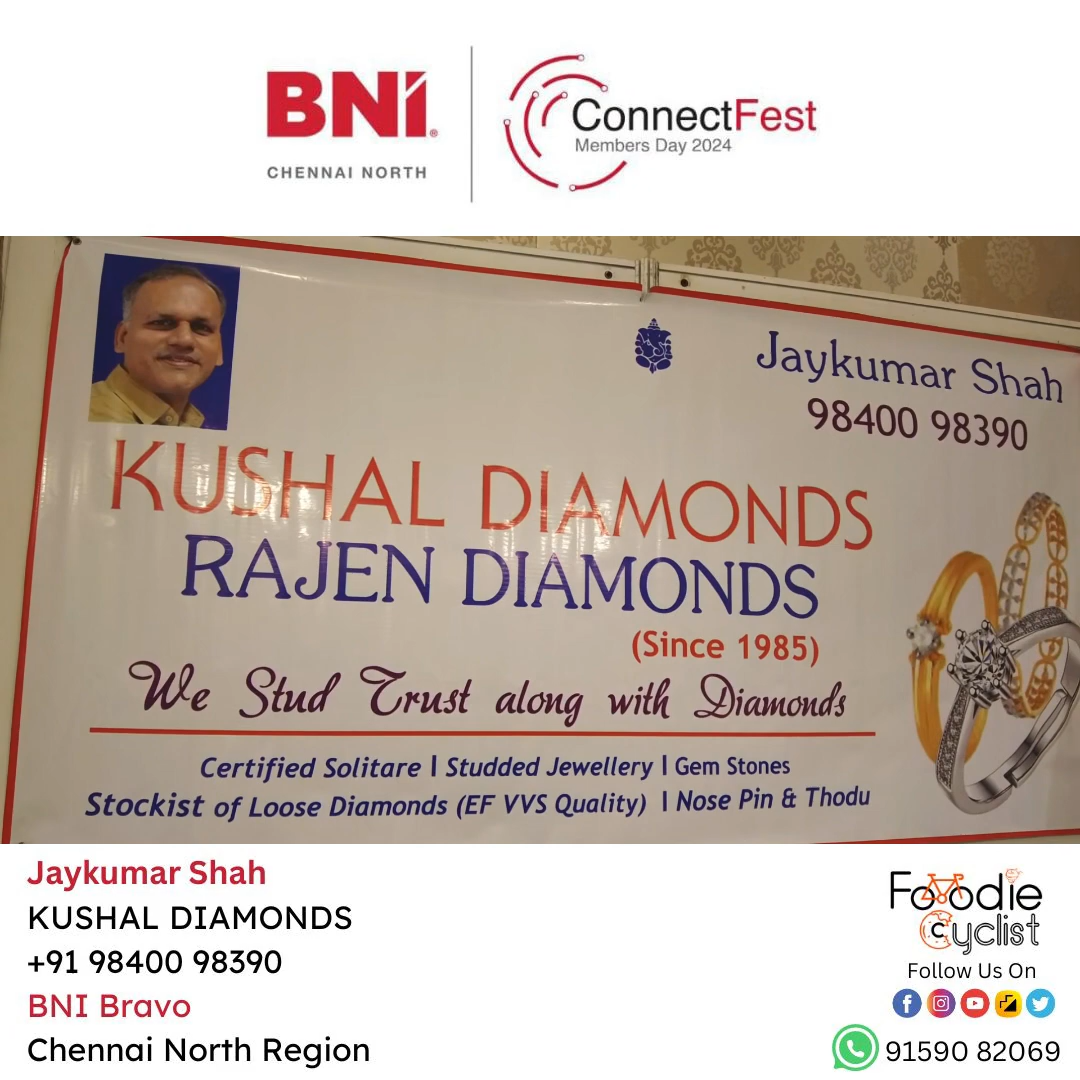 BNI®
CHENNAI NORTH
ConnectFest
Members Day 2024
Jaykumar Shah
98400 98390
KUSHAL DIAMONDS
RAJEN DIAMONDS
(Since 1985)
We Stud Trust along with Diamonds
Certified Solitare | Studded Jewellery | Gem Stones
Stockist of Loose Diamonds (EF VVS Quality) | Nose Pin & Thodu
Jaykumar Shah
KUSHAL DIAMONDS
+91 98400 98390
BNI Bravo
Chennai North Region
Foodie
Cyclist
Follow Us On
91590 82069